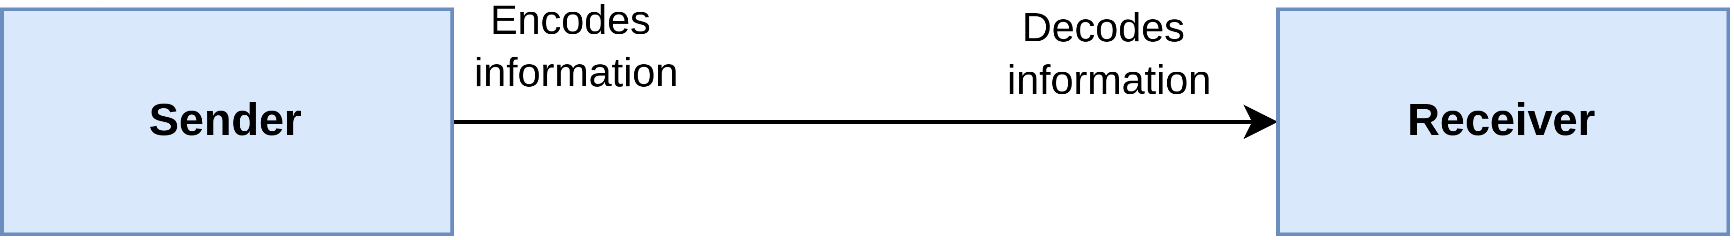 Encodes
information
Decodes
information
Sender
Receiver